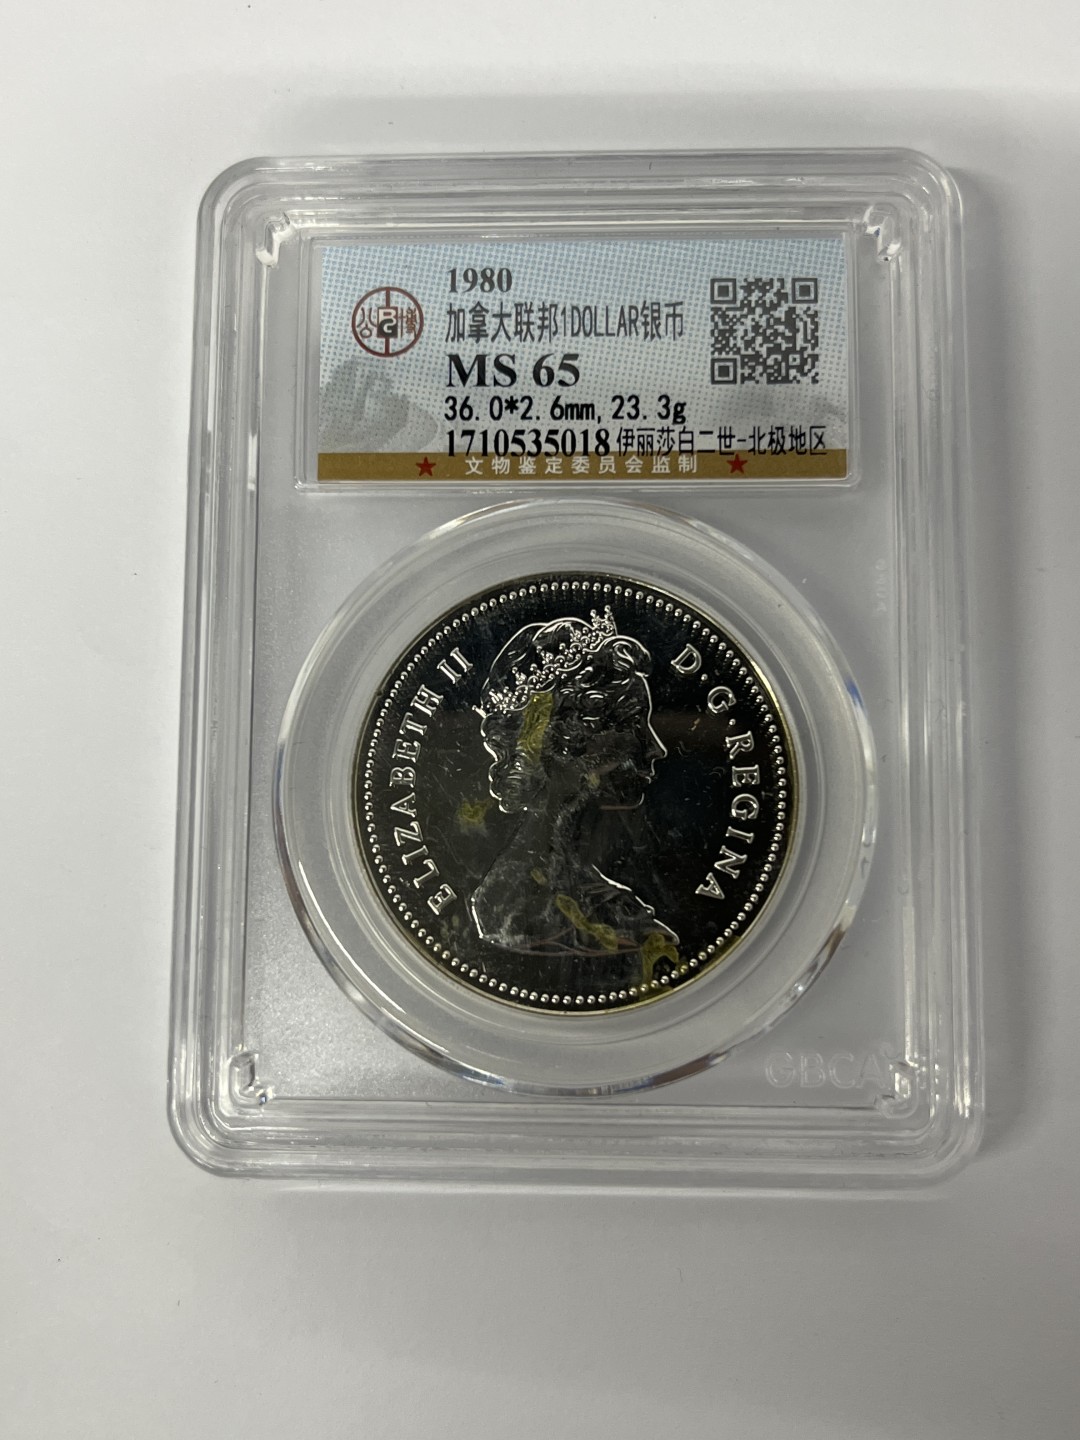 1980
加拿大联邦1DOLLAR银币
MS 65
36.0*2.6mm,23.3g
1710535018 伊丽莎白二世-北极地区
★ 文物鉴定委员会监制 ★
公 博
ELIZABETH II D·G·REGINA
GBCA